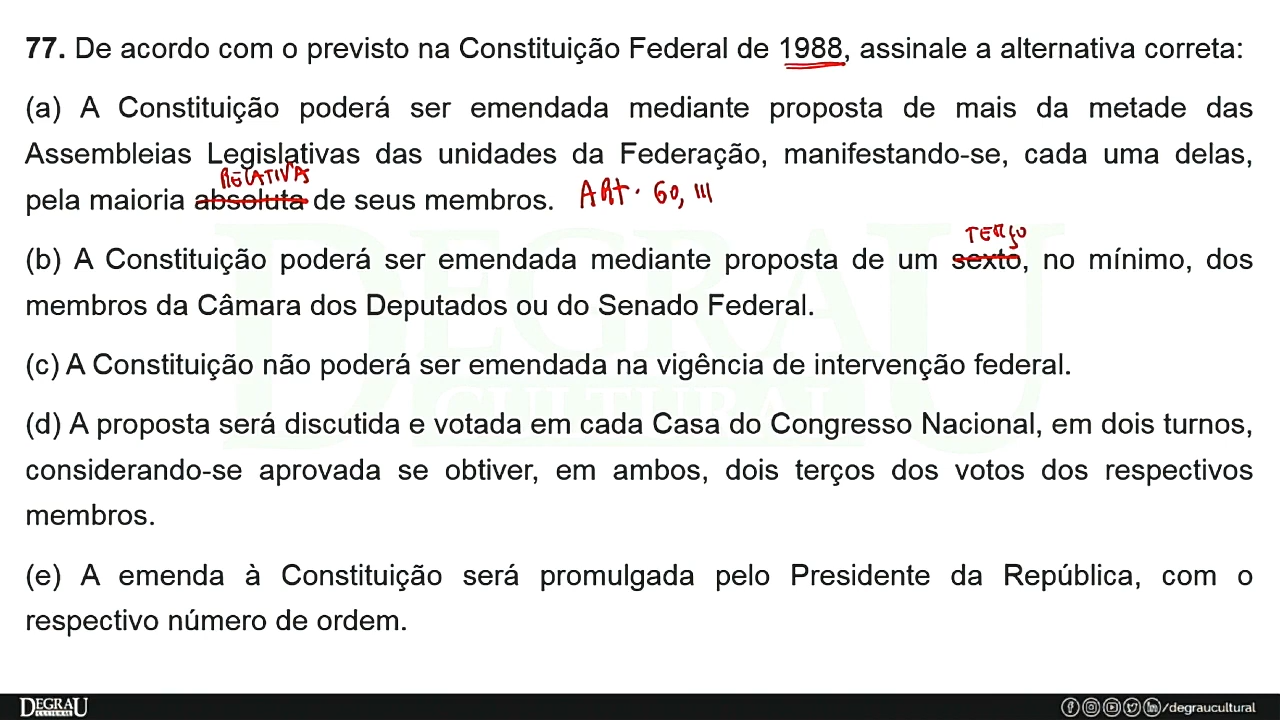 77. De acordo com o previsto na Constituição Federal de 1988, assinale a alternativa correta:
(a) A Constituição poderá ser emendada mediante proposta de mais da metade das
Assembleias Legislativas das unidades da Federação, manifestando-se, cada uma delas,
RELATIVAS
pela maioria absoluta de seus membros. ART. 60, III
TERÇO
(b) A Constituição poderá ser emendada mediante proposta de um sexto, no mínimo, dos
membros da Câmara dos Deputados ou do Senado Federal.
(c) A Constituição não poderá ser emendada na vigência de intervenção federal.
(d) A proposta será discutida e votada em cada Casa do Congresso Nacional, em dois turnos,
considerando-se aprovada se obtiver, em ambos, dois terços dos votos dos respectivos
membros.
(e) A emenda à Constituição será promulgada pelo Presidente da República, com o
respectivo número de ordem.
DEGRAU
CULTURAL
DEGRAU
CULTURAL
/degraucultural